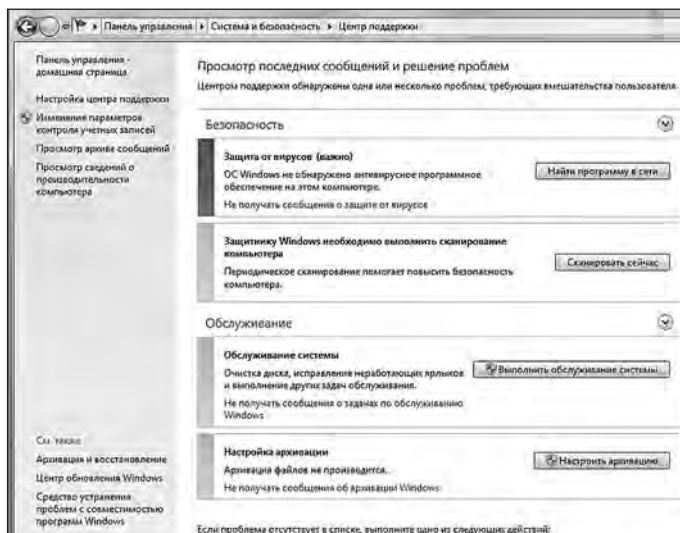 Панель управления ▸ Система и безопасность ▸ Центр поддержки
Панель управления -
домашняя страница
Настройка центра поддержки
Изменение параметров
контроля учетных записей
Просмотр архива сообщений
Просмотр сведений о
производительности
компьютера
См. также
Архивация и восстановление
Центр обновления Windows
Средство устранения
проблем с совместимостью
программ Windows
Просмотр последних сообщений и решение проблем
Центром поддержки обнаружены одна или несколько проблем, требующих вмешательства пользователя.
Безопасность
Защита от вирусов (важно)
ОС Windows не обнаружено антивирусное программное
обеспечение на этом компьютере.
Найти программу в сети...
Не получать сообщения о защите от вирусов
Защитнику Windows необходимо выполнить сканирование
компьютера
Периодическое сканирование помогает повысить безопасность
компьютера.
Сканировать сейчас
Обслуживание
Обслуживание системы
Очистка диска, исправление неработающих ярлыков
и выполнение других задач обслуживания.
Выполнить обслуживание системы...
Не получать сообщения о задачах по обслуживанию
Windows
Настройка архивации
Архивация файлов не производится.
Настроить архивацию
Не получать сообщения об архивации Windows
Если проблема отсутствует в списке, выполните одно из следующих действий: